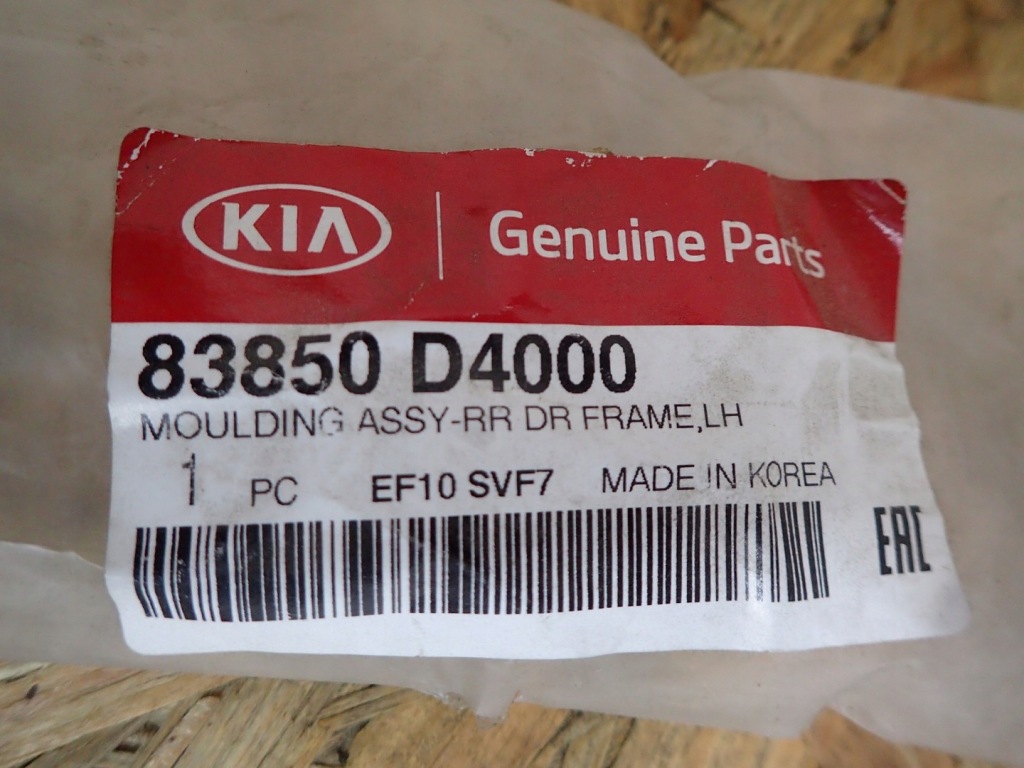 KIA Genuine Parts
83850 D4000
MOULDING ASSY-RR DR FRAME,LH
1 PC EF10 SVF7 MADE IN KOREA
EAC